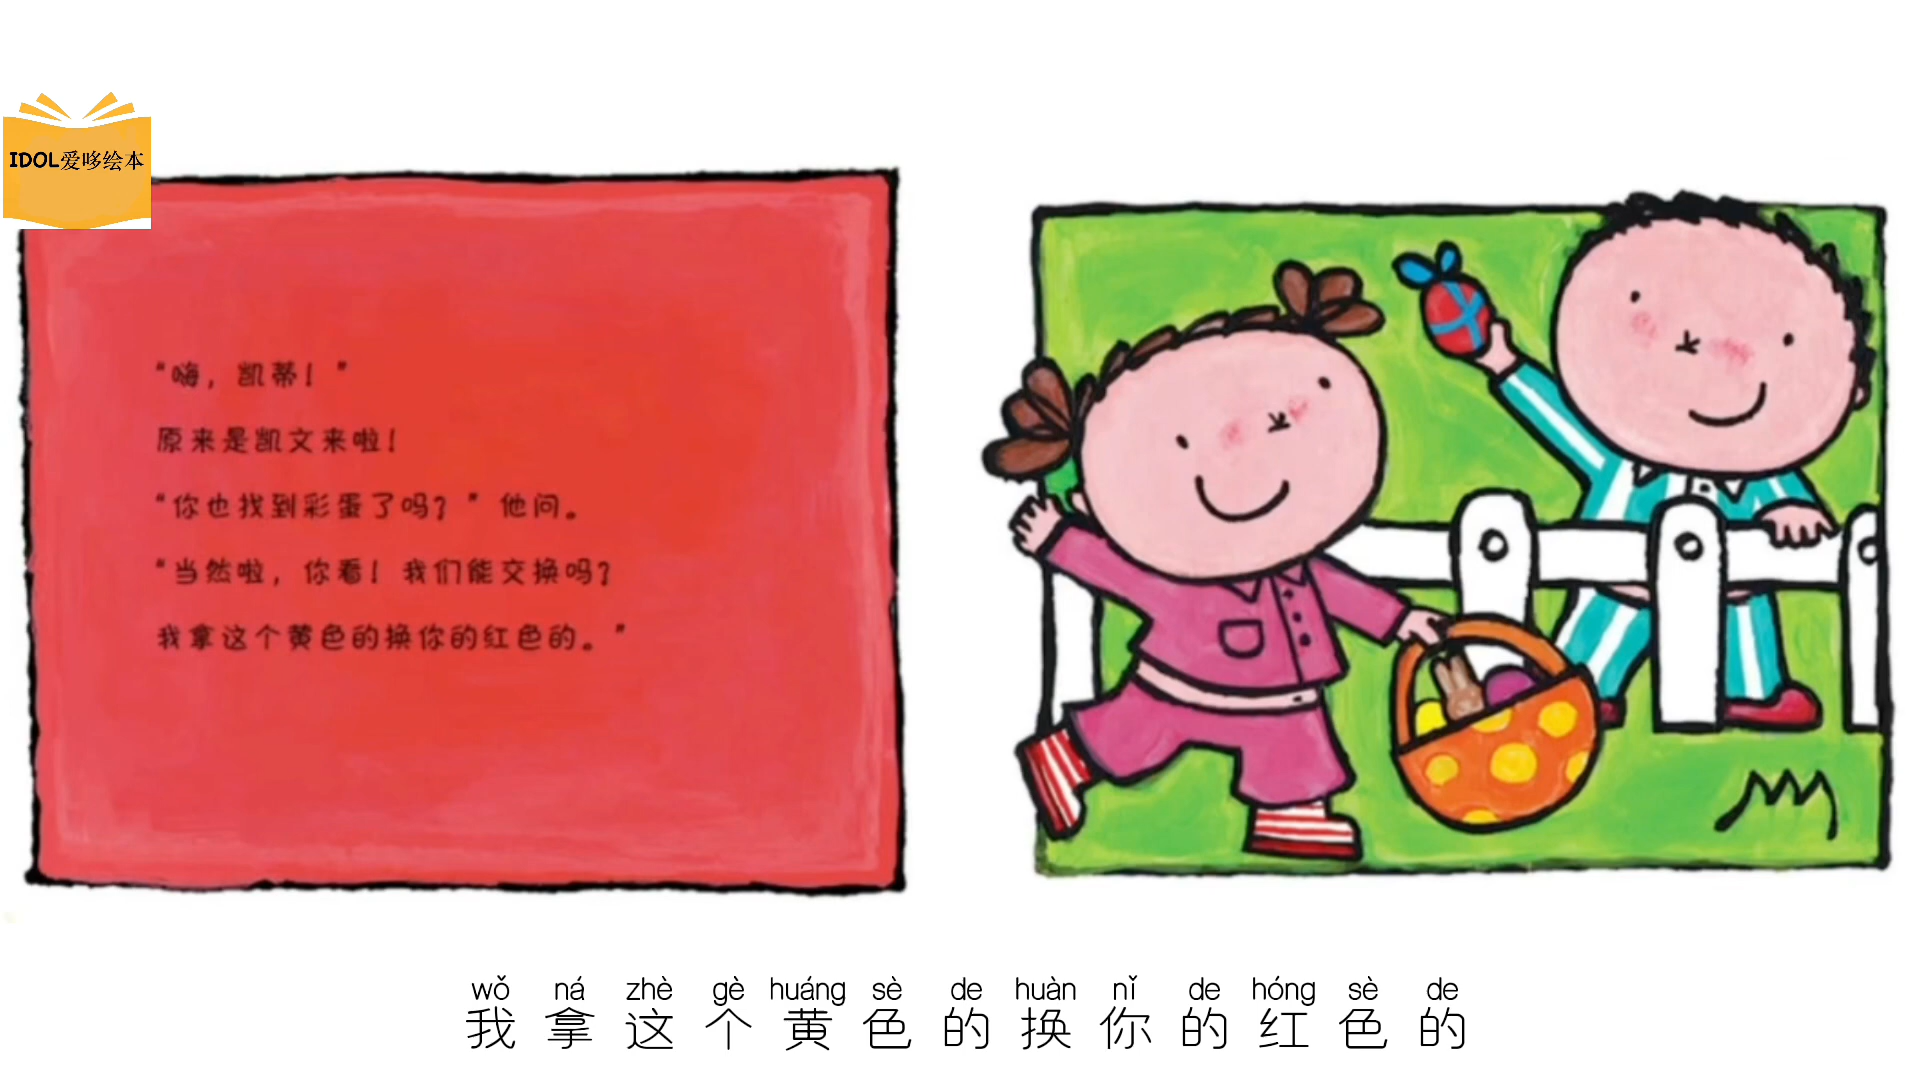 IDOL爱哆绘本
“嗨，凯蒂！”
原来是凯文来啦！
“你也找到彩蛋了吗？”他问。
“当然啦，你看！我们能交换吗？
我拿这个黄色的换你的红色的。”
wǒ ná zhè gè huáng sè de huàn nǐ de hóng sè de
我拿这个黄色的换你的红色的